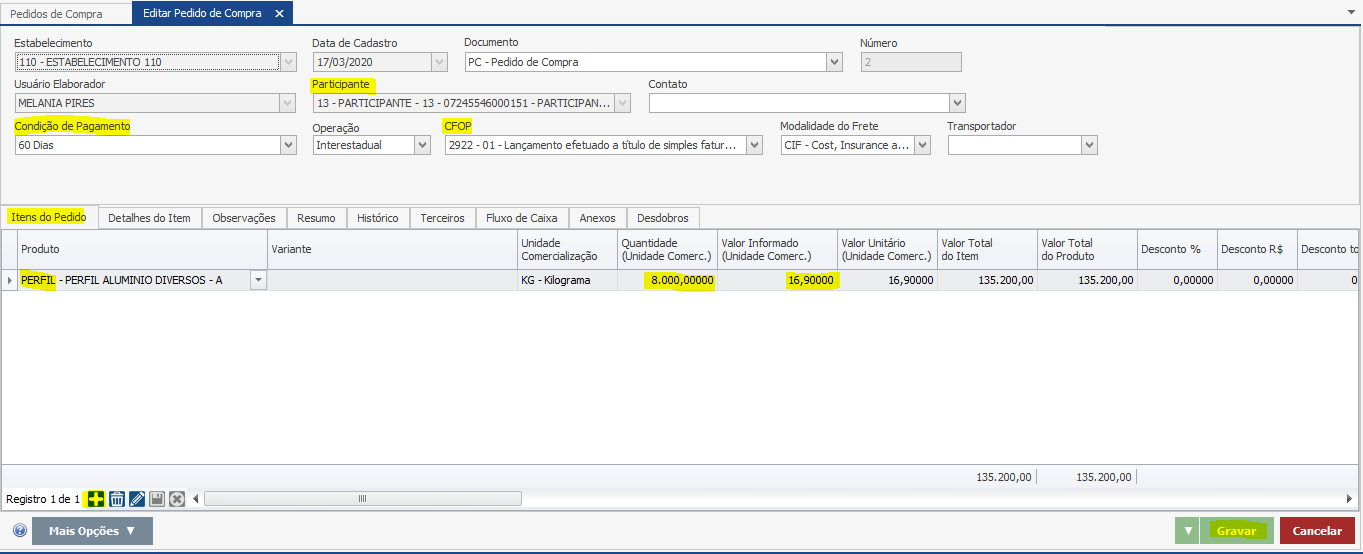 Pedidos de Compra
Editar Pedido de Compra
Estabelecimento
Data de Cadastro
Documento
Número
110 - ESTABELECIMENTO 110
17/03/2020
PC - Pedido de Compra
2
Usuário Elaborador
Participante
Contato
MELANIA PIRES
13 - PARTICIPANTE - 13 - 07245546000151 - PARTICIPAN...
Condição de Pagamento
Operação
CFOP
Modalidade do Frete
Transportador
60 Dias
Interestadual
2922 - 01 - Lançamento efetuado a título de simples fatur...
CIF - Cost, Insurance a...
Itens do Pedido
Detalhes do Item
Observações
Resumo
Histórico
Terceiros
Fluxo de Caixa
Anexos
Desdobros
Produto
Variante
Unidade
Comercialização
Quantidade
(Unidade Comerc.)
Valor Informado
(Unidade Comerc.)
Valor Unitário
(Unidade Comerc.)
Valor Total
do Item
Valor Total
do Produto
Desconto %
Desconto R$
Desconto to
PERFIL - PERFIL ALUMINIO DIVERSOS - A
KG - Kilograma
8.000,00000
16,90000
16,90000
135.200,00
135.200,00
0,00000
0,00000
0
135.200,00
135.200,00
Registro 1 de 1
Mais Opções
Gravar
Cancelar